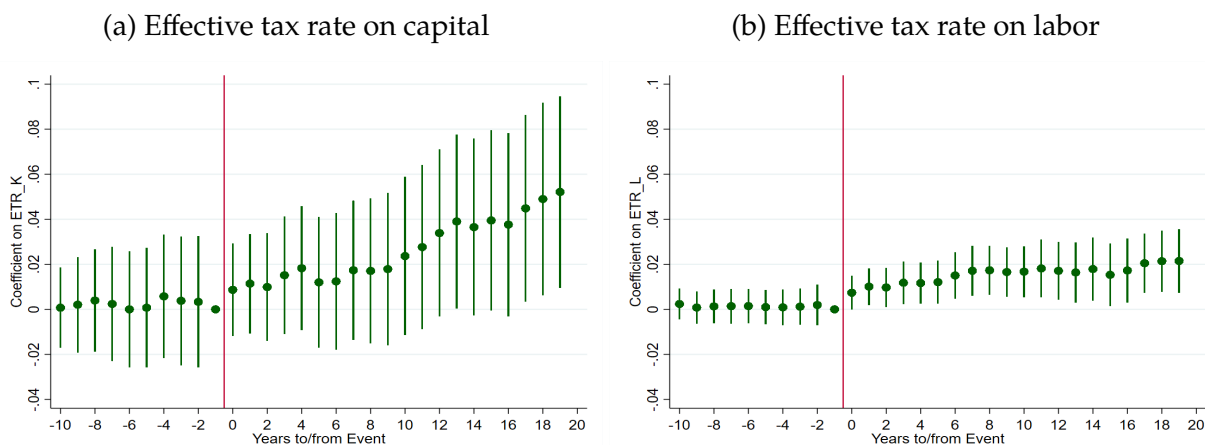 (a) Effective tax rate on capital
(b) Effective tax rate on labor
Coefficient on ETR_K
.1
.08
.06
.04
.02
0
-.02
-.04
-10 -8 -6 -4 -2 0 2 4 6 8 10 12 14 16 18 20
Years to/from Event
Coefficient on ETR_L
.1
.08
.06
.04
.02
0
-.02
-.04
-10 -8 -6 -4 -2 0 2 4 6 8 10 12 14 16 18 20
Years to/from Event